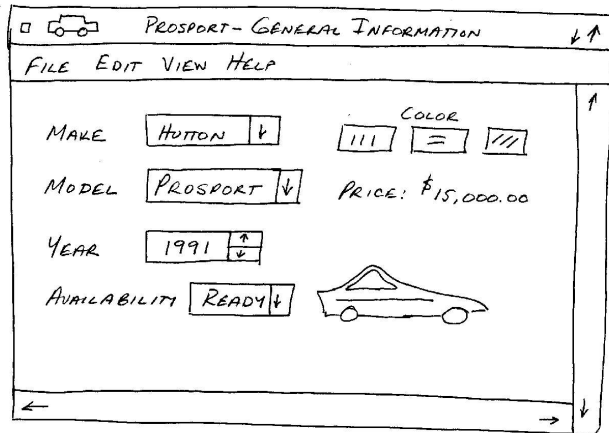 PROSPORT - GENERAL INFORMATION
FILE EDIT VIEW HELP
MAKE HUTTON
COLOR
MODEL PROSPORT
PRICE: $15,000.00
YEAR 1991
AVAILABILITY READY